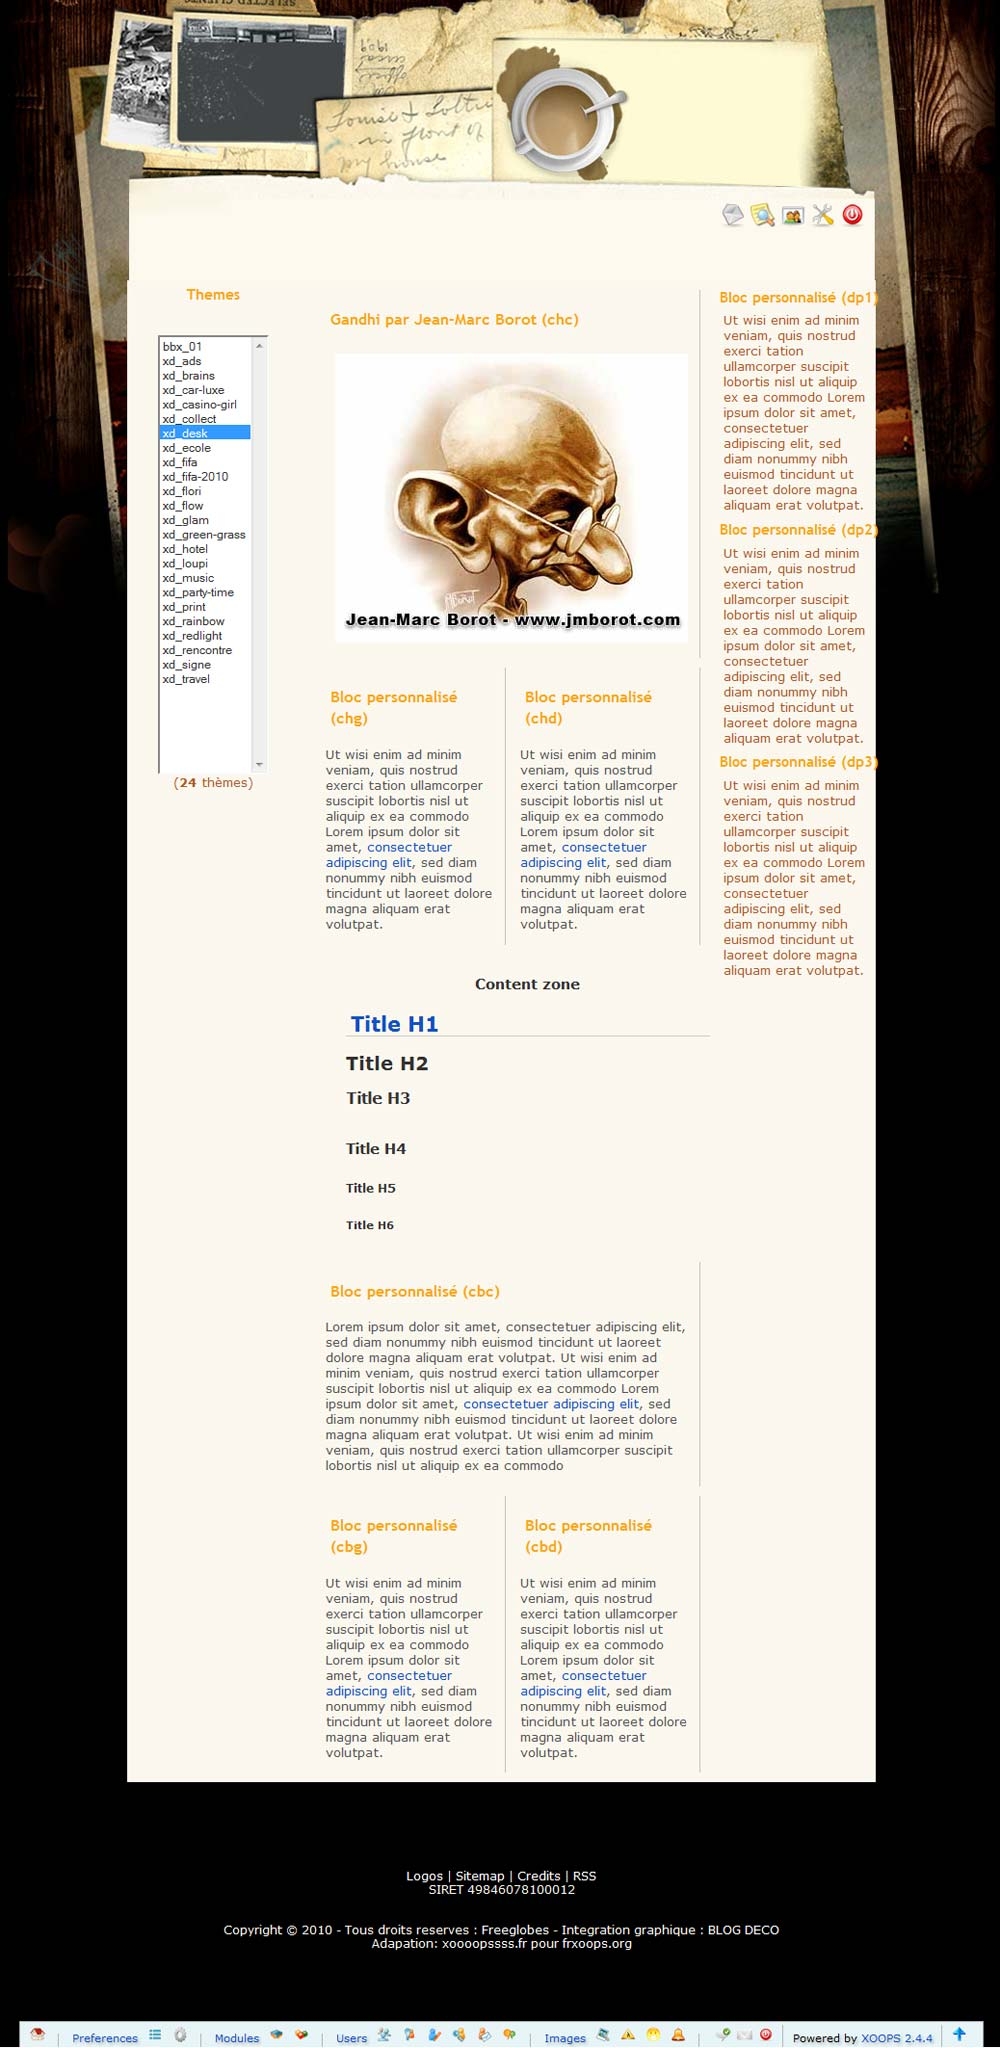 SELECTED CLIENTS
1909
office
Louise &
in front of
my house
Themes
bbx_01
xd_ads
xd_brains
xd_car-luxe
xd_casino-girl
xd_collect
xd_desk
xd_ecole
xd_fifa
xd_fifa-2010
xd_flori
xd_flow
xd_glam
xd_green-grass
xd_hotel
xd_loupi
xd_music
xd_party-time
xd_print
xd_rainbow
xd_redlight
xd_rencontre
xd_signe
xd_travel
(24 thèmes)
Gandhi par Jean-Marc Borot (chc)
JMBorot
Jean-Marc Borot - www.jmborot.com
Bloc personnalisé
(chg)
Ut wisi enim ad minim
veniam, quis nostrud
exerci tation ullamcorper
suscipit lobortis nisl ut
aliquip ex ea commodo
Lorem ipsum dolor sit
amet, consectetuer
adipiscing elit, sed diam
nonummy nibh euismod
tincidunt ut laoreet dolore
magna aliquam erat
volutpat.
Bloc personnalisé
(chd)
Ut wisi enim ad minim
veniam, quis nostrud
exerci tation ullamcorper
suscipit lobortis nisl ut
aliquip ex ea commodo
Lorem ipsum dolor sit
amet, consectetuer
adipiscing elit, sed diam
nonummy nibh euismod
tincidunt ut laoreet dolore
magna aliquam erat
volutpat.
Content zone
Title H1
Title H2
Title H3
Title H4
Title H5
Title H6
Bloc personnalisé (cbc)
Lorem ipsum dolor sit amet, consectetuer adipiscing elit,
sed diam nonummy nibh euismod tincidunt ut laoreet
dolore magna aliquam erat volutpat. Ut wisi enim ad
minim veniam, quis nostrud exerci tation ullamcorper
suscipit lobortis nisl ut aliquip ex ea commodo Lorem
ipsum dolor sit amet, consectetuer adipiscing elit, sed
diam nonummy nibh euismod tincidunt ut laoreet dolore
magna aliquam erat volutpat. Ut wisi enim ad minim
veniam, quis nostrud exerci tation ullamcorper suscipit
lobortis nisl ut aliquip ex ea commodo
Bloc personnalisé
(cbg)
Ut wisi enim ad minim
veniam, quis nostrud
exerci tation ullamcorper
suscipit lobortis nisl ut
aliquip ex ea commodo
Lorem ipsum dolor sit
amet, consectetuer
adipiscing elit, sed diam
nonummy nibh euismod
tincidunt ut laoreet dolore
magna aliquam erat
volutpat.
Bloc personnalisé
(cbd)
Ut wisi enim ad minim
veniam, quis nostrud
exerci tation ullamcorper
suscipit lobortis nisl ut
aliquip ex ea commodo
Lorem ipsum dolor sit
amet, consectetuer
adipiscing elit, sed diam
nonummy nibh euismod
tincidunt ut laoreet dolore
magna aliquam erat
volutpat.
Bloc personnalisé (dp1)
Ut wisi enim ad minim
veniam, quis nostrud
exerci tation
ullamcorper suscipit
lobortis nisl ut aliquip
ex ea commodo Lorem
ipsum dolor sit amet,
consectetuer
adipiscing elit, sed
diam nonummy nibh
euismod tincidunt ut
laoreet dolore magna
aliquam erat volutpat.
Bloc personnalisé (dp2)
Ut wisi enim ad minim
veniam, quis nostrud
exerci tation
ullamcorper suscipit
lobortis nisl ut aliquip
ex ea commodo Lorem
ipsum dolor sit amet,
consectetuer
adipiscing elit, sed
diam nonummy nibh
euismod tincidunt ut
laoreet dolore magna
aliquam erat volutpat.
Bloc personnalisé (dp3)
Ut wisi enim ad minim
veniam, quis nostrud
exerci tation
ullamcorper suscipit
lobortis nisl ut aliquip
ex ea commodo Lorem
ipsum dolor sit amet,
consectetuer
adipiscing elit, sed
diam nonummy nibh
euismod tincidunt ut
laoreet dolore magna
aliquam erat volutpat.
Logos | Sitemap | Credits | RSS
SIRET 49846078100012
Copyright © 2010 - Tous droits reserves : Freeglobes - Integration graphique : BLOG DECO
Adapation: xoooopssss.fr pour frxoops.org
Preferences Modules Users Images Powered by XOOPS 2.4.4